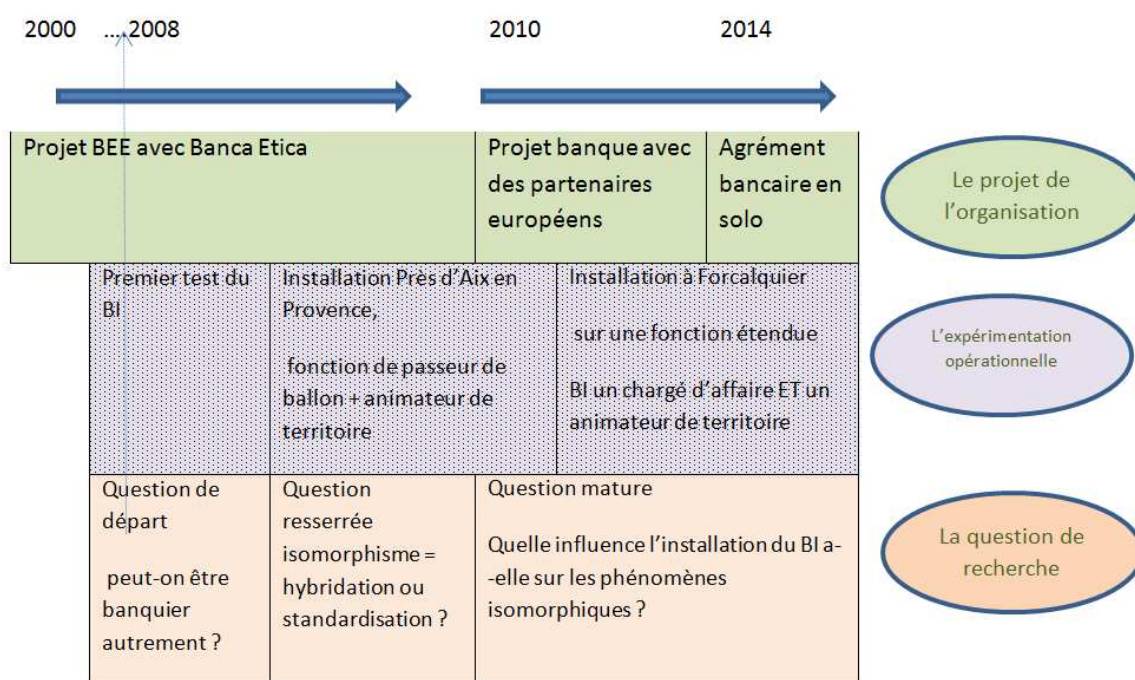 2000 ....2008 2010 2014
Projet BEE avec Banca Etica
Projet banque avec
des partenaires
européens
Agrément
bancaire en
solo
Le projet de
l’organisation
Premier test du
BI
Installation Près d’Aix en
Provence,
fonction de passeur de
ballon + animateur de
territoire
Installation à Forcalquier
sur une fonction étendue
BI un chargé d’affaire ET un
animateur de territoire
L’expérimentation
opérationnelle
Question de
départ
peut-on être
banquier
autrement ?
Question
resserrée
isomorphisme =
hybridation ou
standardisation ?
Question mature
Quelle influence l’installation du BI a-
-elle sur les phénomènes
isomorphiques ?
La question de
recherche